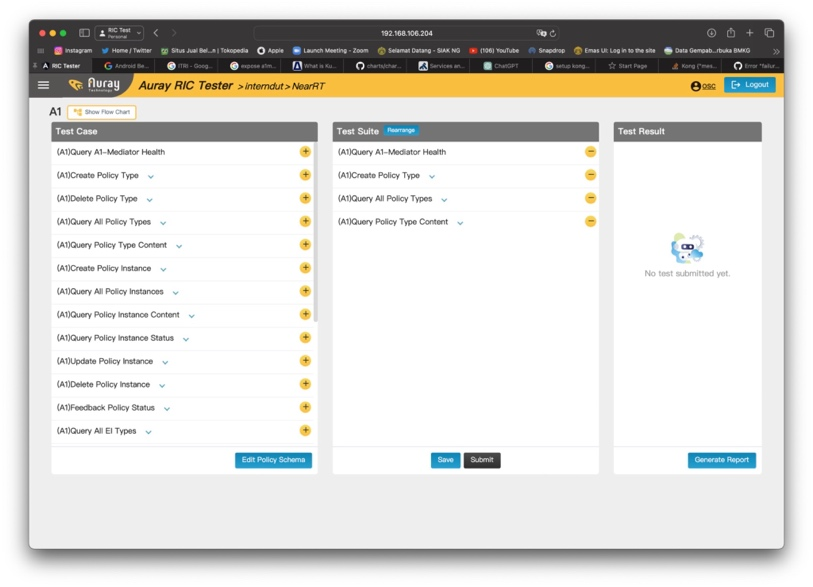 RIC Test
Personal
192.168.106.204
Instagram
Home / Twitter
Situs Jual Bel...n | Tokopedia
Apple
Launch Meeting - Zoom
Selamat Datang - SIAK NG
(106) YouTube
Snapdrop
Emas UI: Log in to the site
Data Gempab...rbuka BMKG
RIC Tester
Android Be...
ITRI - Goog...
expose a1m...
What is Ku...
charts/char...
Services an...
ChatGPT
setup kong...
Start Page
Kong {"mes...
Error "failur...
Auray
Technology
Auray RIC Tester > interndut > NearRT
osc
Logout
A1
Show Flow Chart
Test Case
(A1)Query A1-Mediator Health
(A1)Create Policy Type
(A1)Delete Policy Type
(A1)Query All Policy Types
(A1)Query Policy Type Content
(A1)Create Policy Instance
(A1)Query All Policy Instances
(A1)Query Policy Instance Content
(A1)Query Policy Instance Status
(A1)Update Policy Instance
(A1)Delete Policy Instance
(A1)Feedback Policy Status
(A1)Query All EI Types
Edit Policy Schema
Test Suite
Rearrange
(A1)Query A1-Mediator Health
(A1)Create Policy Type
(A1)Query All Policy Types
(A1)Query Policy Type Content
Save
Submit
Test Result
No test submitted yet.
Generate Report